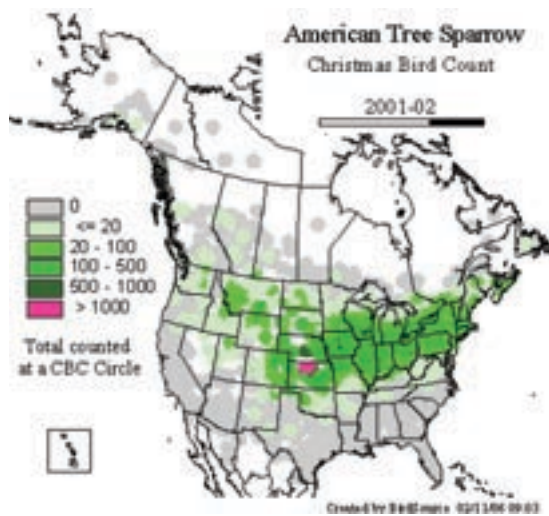 American Tree Sparrow
Christmas Bird Count
2001-02
0
<= 20
20 - 100
100 - 500
500 - 1000
> 1000
Total counted
at a CBC Circle
Created by